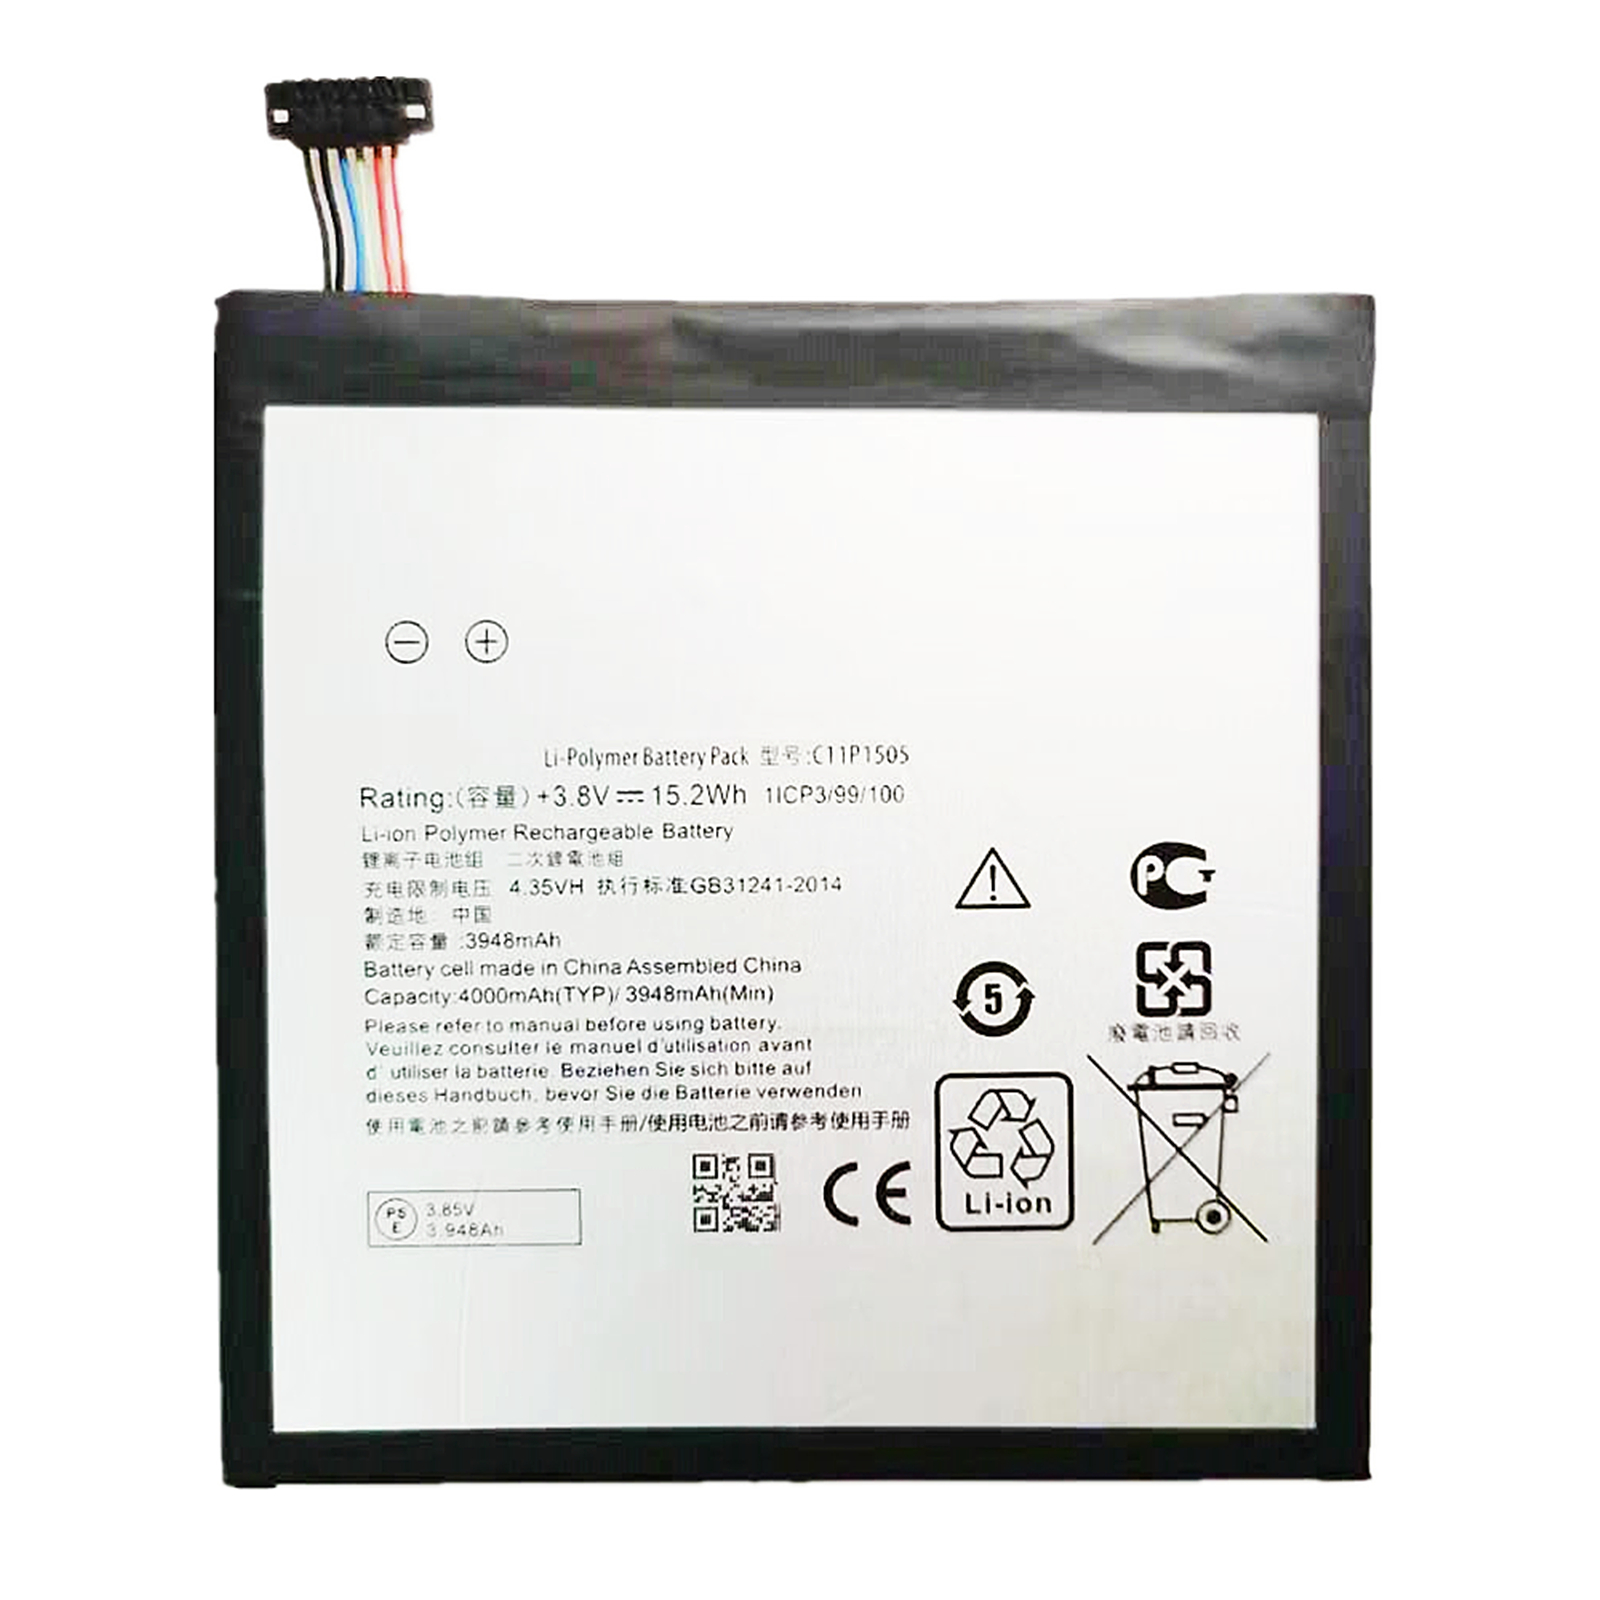 Li-Polymer Battery Pack 型号:C11P1505
Rating:(容量)+3.8V⎓15.2Wh 1ICP3/99/100
Li-ion Polymer Rechargeable Battery
锂离子电池组 二次鋰電池組
充电限制电压 4.35VH 执行标准GB31241-2014
制造地: 中国
额定容量 :3948mAh
Battery cell made in China Assembled China
Capacity:4000mAh(TYP)/ 3948mAh(Min)
Please refer to manual before using battery.
Veuillez consulter le manuel d'utilisation avant
d' utiliser la batterie. Beziehen Sie sich bitte auf
dieses Handbuch, bevor Sie die Batterie verwenden
使用電池之前請參考使用手册/使用电池之前请参考使用手册
PS
E
3.85V
3.948Ah
CE
Li-ion
5
PCT
廢電池請回收